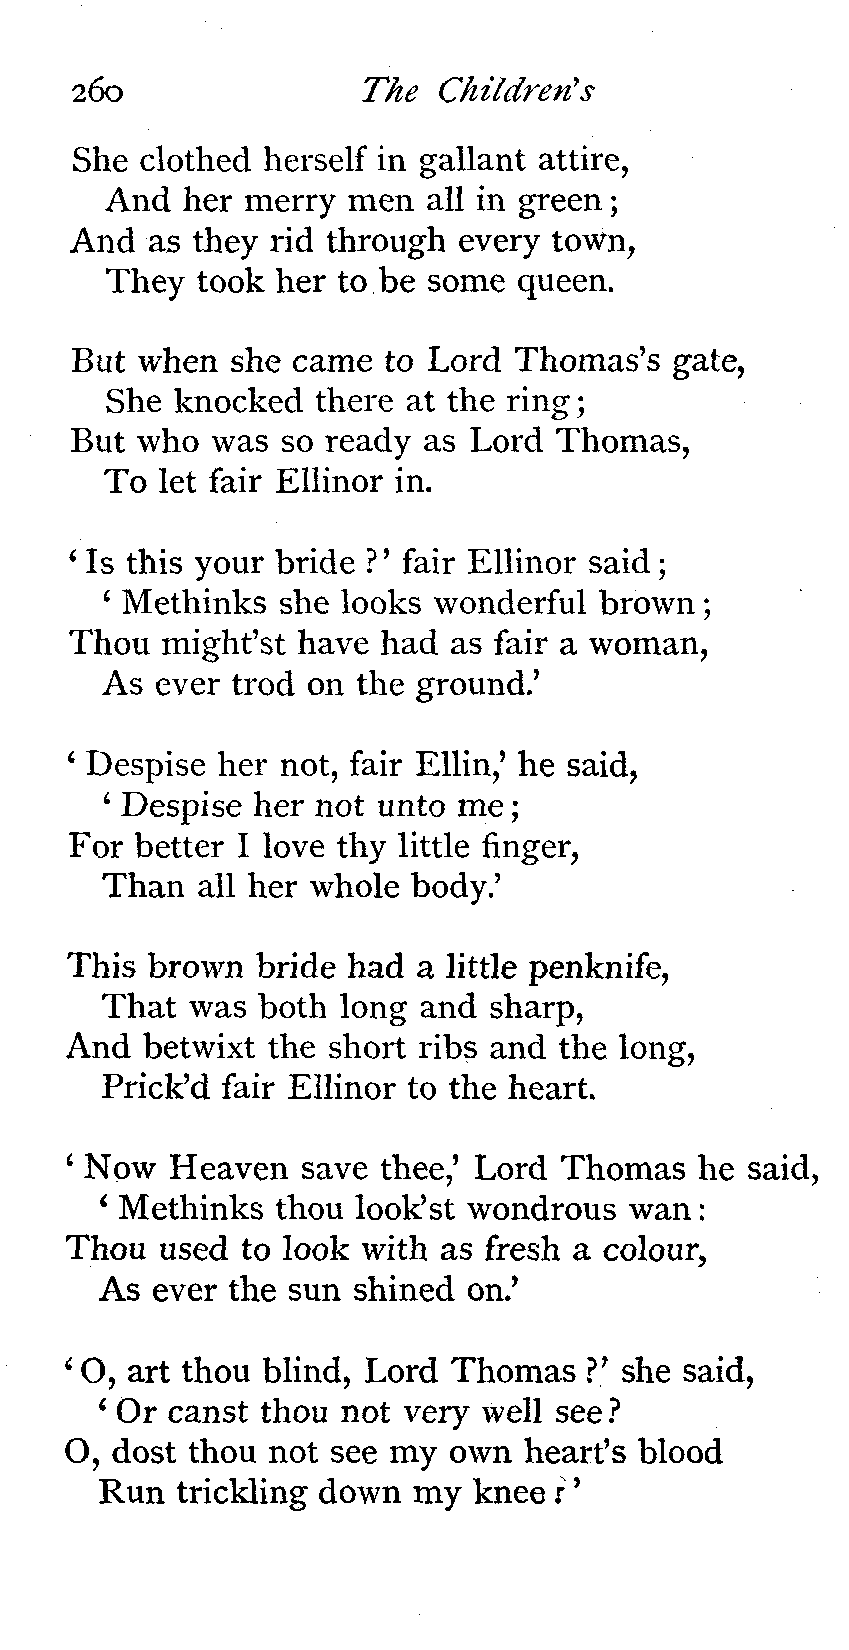 260 The Children's
She clothed herself in gallant attire,
And her merry men all in green;
And as they rid through every town,
They took her to be some queen.
But when she came to Lord Thomas's gate,
She knocked there at the ring;
But who was so ready as Lord Thomas,
To let fair Ellinor in.
‘Is this your bride?’ fair Ellinor said;
‘Methinks she looks wonderful brown;
Thou might'st have had as fair a woman,
As ever trod on the ground.’
‘Despise her not, fair Ellin,’ he said,
‘Despise her not unto me;
For better I love thy little finger,
Than all her whole body.’
This brown bride had a little penknife,
That was both long and sharp,
And betwixt the short ribs and the long,
Prick'd fair Ellinor to the heart.
‘Now Heaven save thee,’ Lord Thomas he said,
‘Methinks thou look'st wondrous wan:
Thou used to look with as fresh a colour,
As ever the sun shined on.’
‘O, art thou blind, Lord Thomas?’ she said,
‘Or canst thou not very well see?
O, dost thou not see my own heart's blood
Run trickling down my knee?’